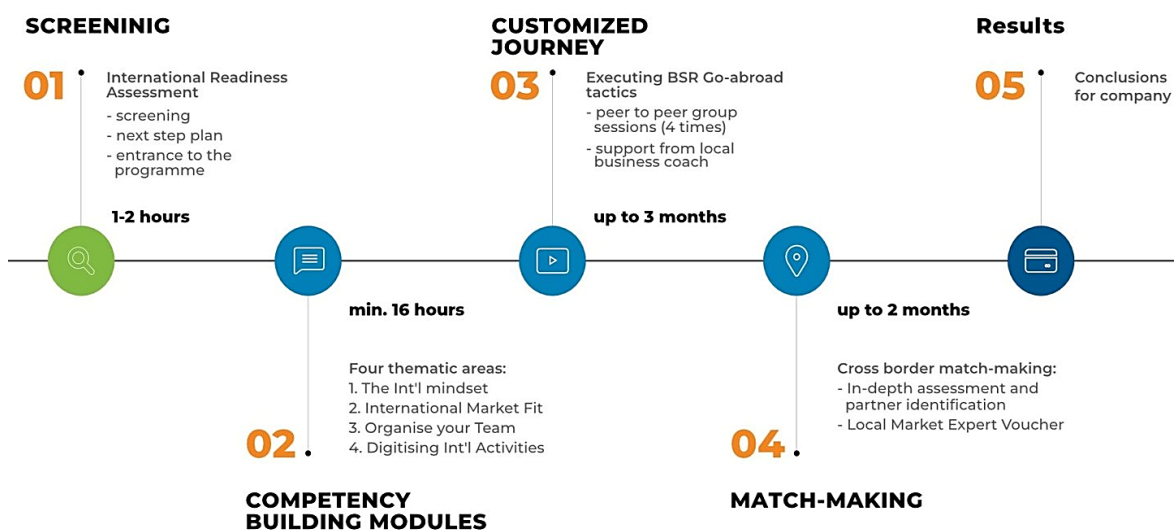 SCREENINIG
01
International Readiness
Assessment
- screening
- next step plan
- entrance to the
programme
1-2 hours
02
min. 16 hours
Four thematic areas:
1. The Int'l mindset
2. International Market Fit
3. Organise your Team
4. Digitising Int'l Activities
COMPETENCY
BUILDING MODULES
CUSTOMIZED
JOURNEY
03
Executing BSR Go-abroad
tactics
- peer to peer group
sessions (4 times)
- support from local
business coach
up to 3 months
04
up to 2 months
Cross border match-making:
- In-depth assessment and
partner identification
- Local Market Expert Voucher
MATCH-MAKING
Results
05
Conclusions
for company